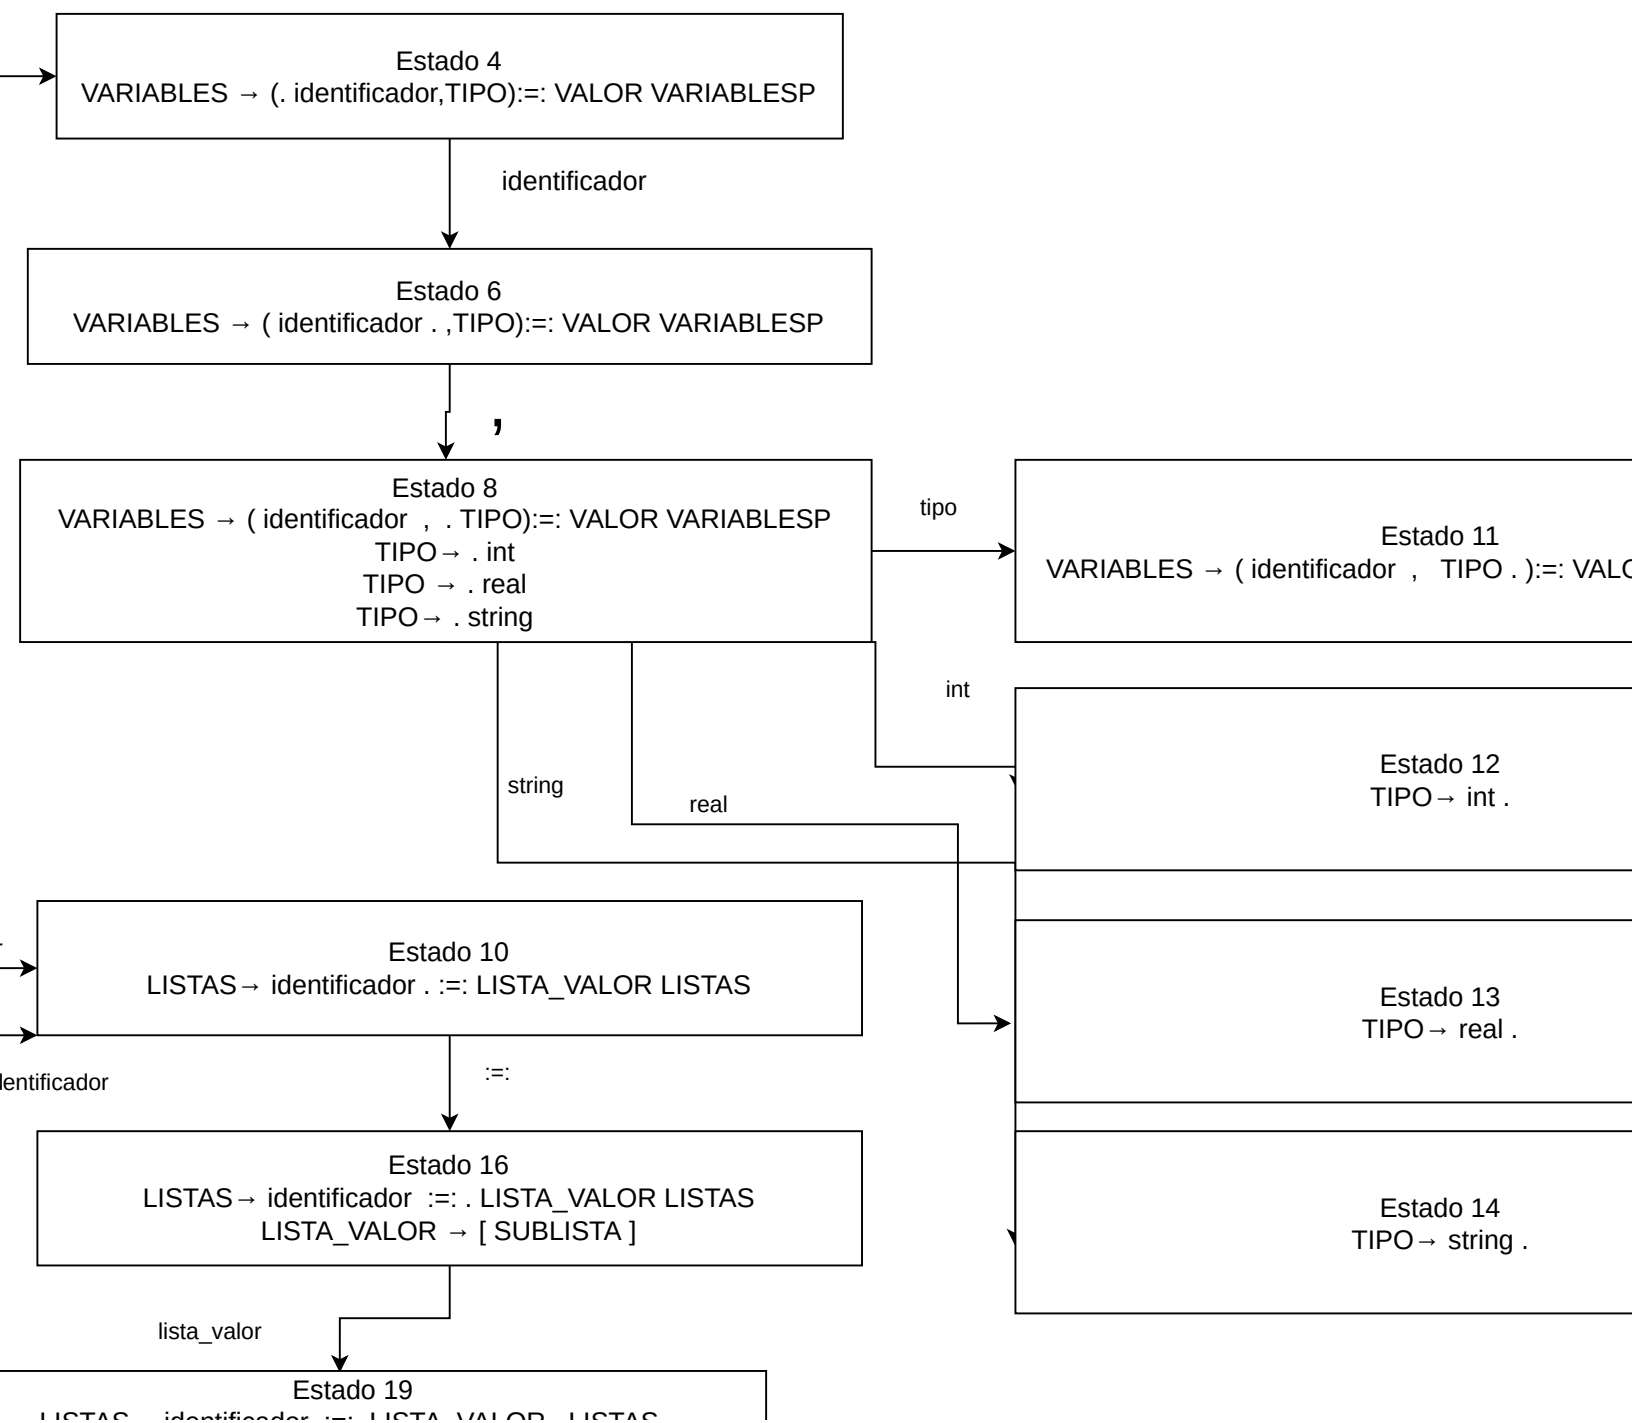 Estado 4
VARIABLES → (. identificador,TIPO):=: VALOR VARIABLESP
identificador
Estado 6
VARIABLES → ( identificador . ,TIPO):=: VALOR VARIABLESP
,
Estado 8
VARIABLES → ( identificador , . TIPO):=: VALOR VARIABLESP
TIPO→ . int
TIPO → . real
TIPO→ . string
tipo
Estado 11
VARIABLES → ( identificador , TIPO . ):=:
int
Estado 12
TIPO→ int .
string
real
Estado 10
LISTAS→ identificador . :=: LISTA_VALOR LISTAS
Estado 13
TIPO→ real .
:=:
Estado 16
LISTAS→ identificador :=: . LISTA_VALOR LISTAS
LISTA_VALOR → [ SUBLISTA ]
Estado 14
TIPO→ string .
lista_valor
Estado 19